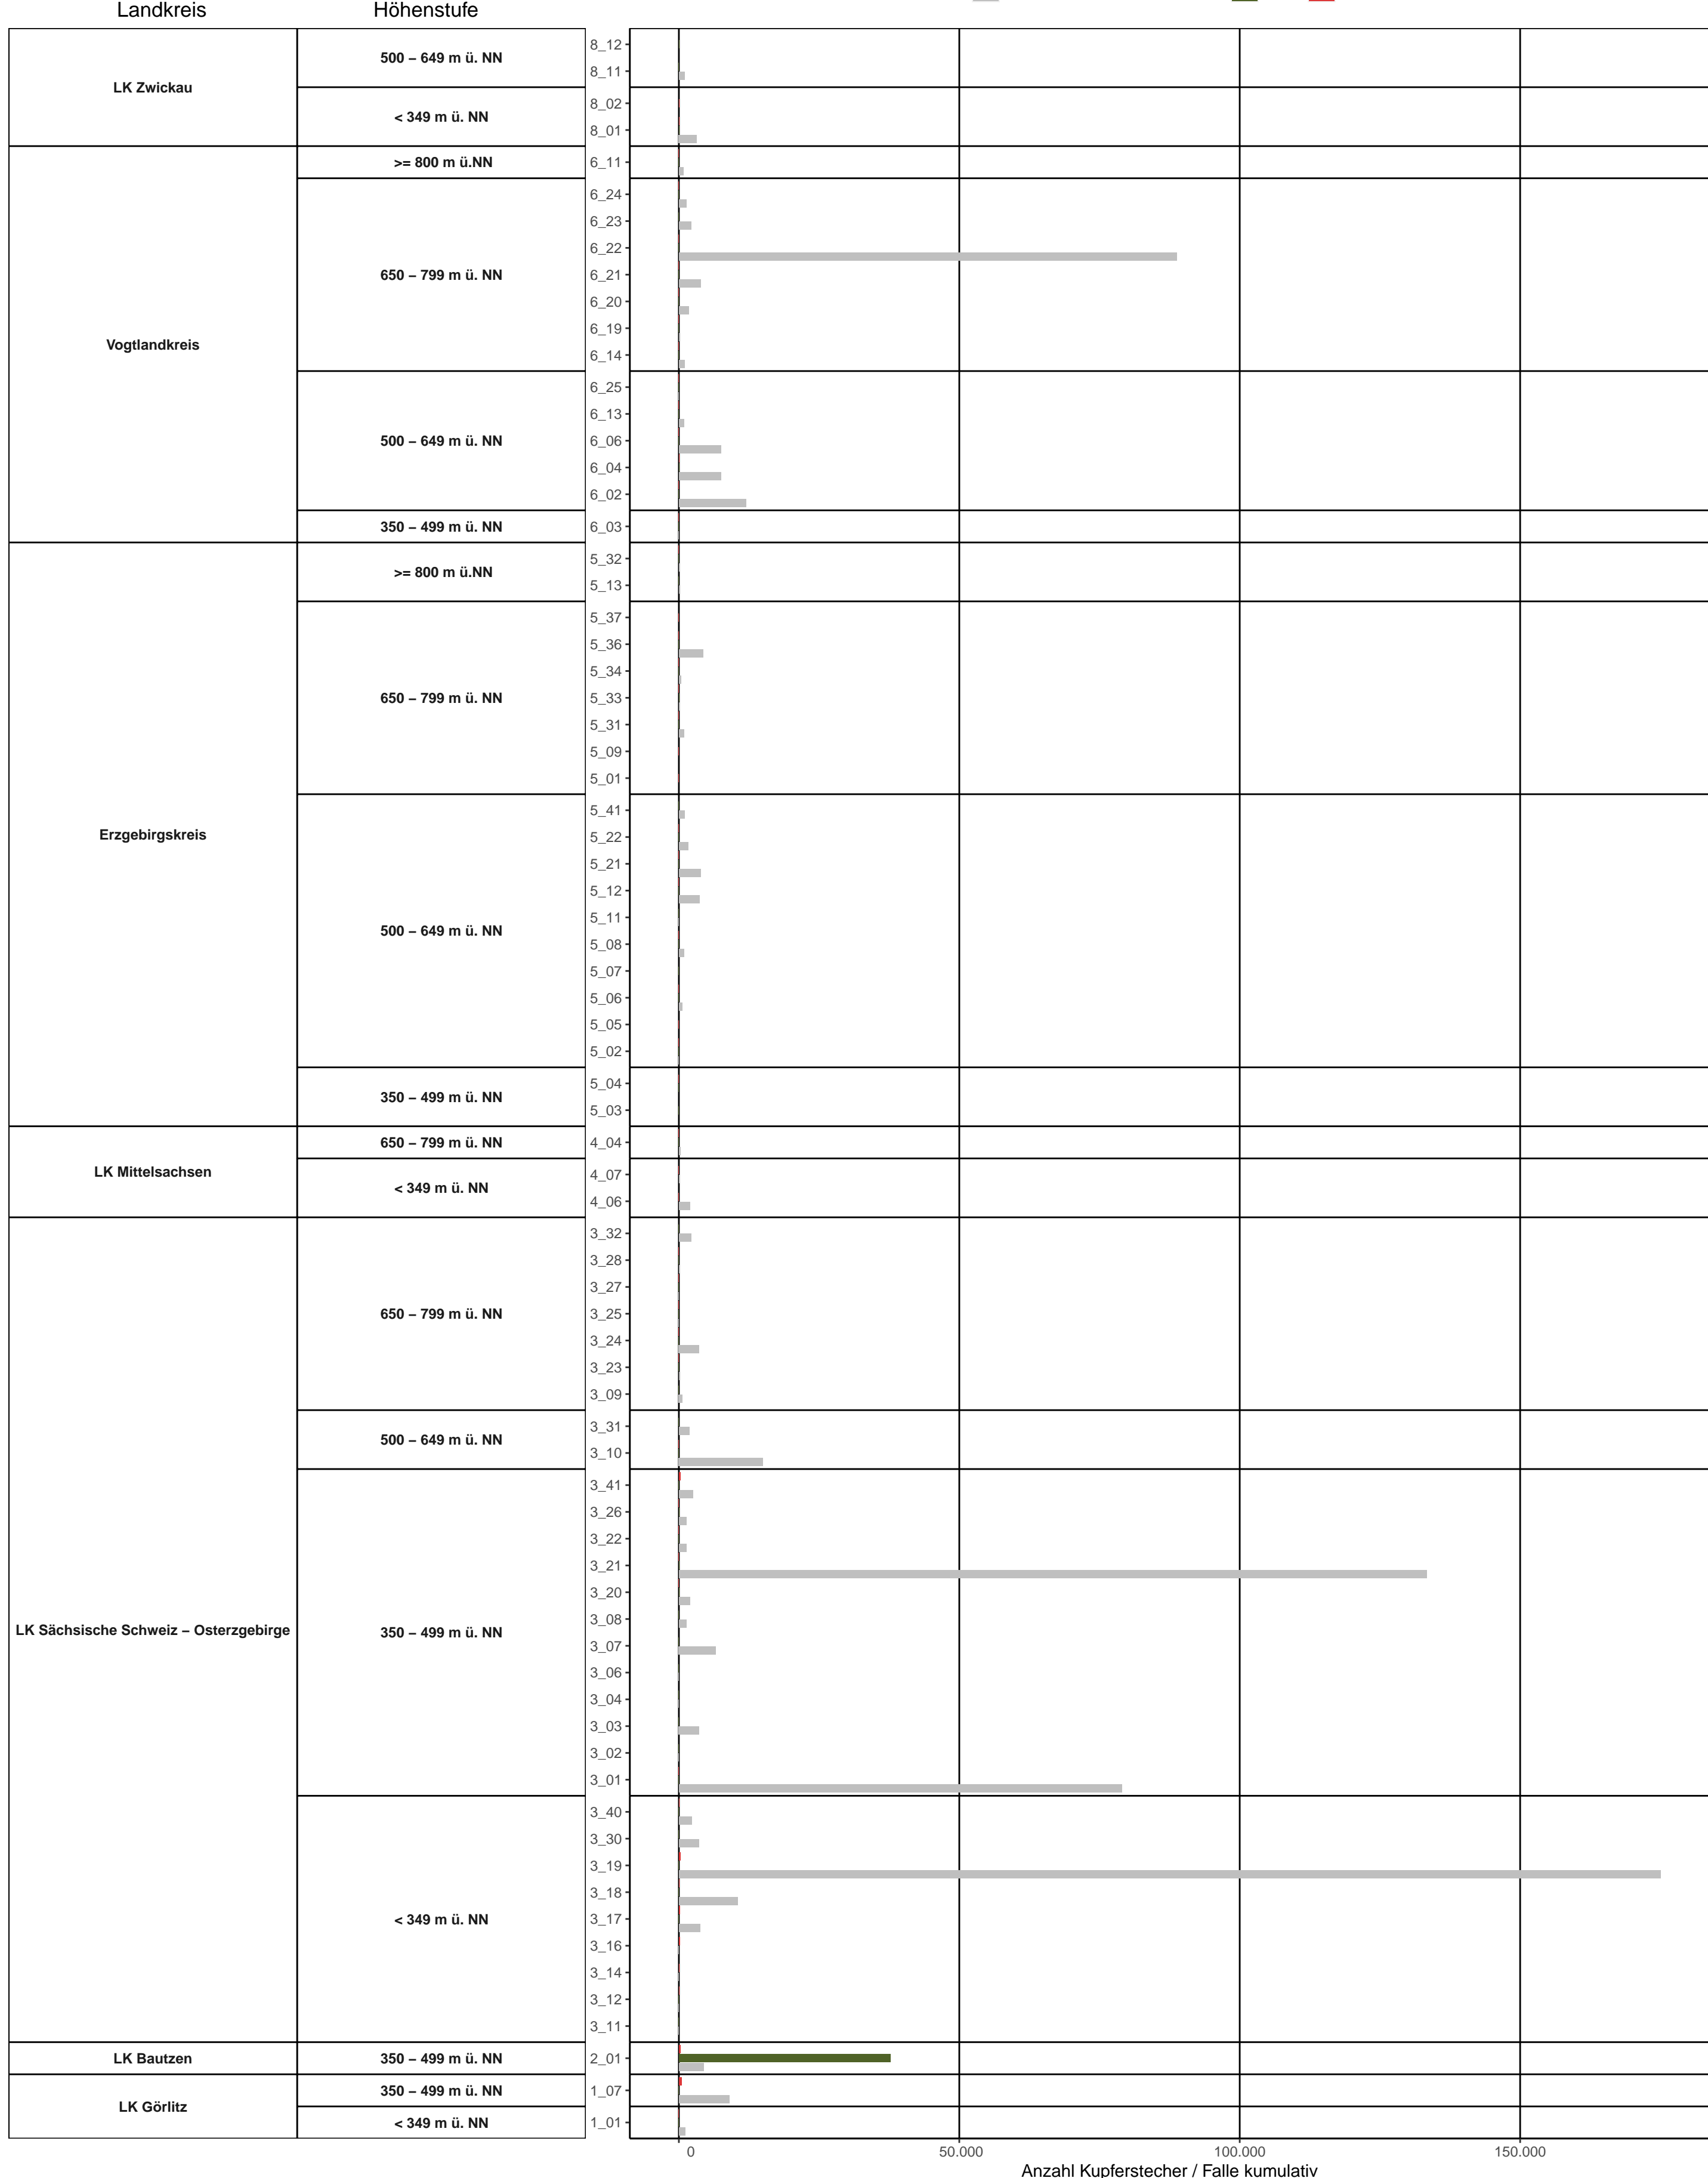 Landkreis Höhenstufe
LK Zwickau
500 – 649 m ü. NN
8_12
8_11
< 349 m ü. NN
8_02
8_01
Vogtlandkreis
>= 800 m ü.NN
6_11
650 – 799 m ü. NN
6_24
6_23
6_22
6_21
6_20
6_19
6_14
500 – 649 m ü. NN
6_25
6_13
6_06
6_04
6_02
350 – 499 m ü. NN
6_03
Erzgebirgskreis
>= 800 m ü.NN
5_32
5_13
650 – 799 m ü. NN
5_37
5_36
5_34
5_33
5_31
5_09
5_01
500 – 649 m ü. NN
5_41
5_22
5_21
5_12
5_11
5_08
5_07
5_06
5_05
5_02
350 – 499 m ü. NN
5_04
5_03
LK Mittelsachsen
650 – 799 m ü. NN
4_04
< 349 m ü. NN
4_07
4_06
LK Sächsische Schweiz – Osterzgebirge
650 – 799 m ü. NN
3_32
3_28
3_27
3_25
3_24
3_23
3_09
500 – 649 m ü. NN
3_31
3_10
350 – 499 m ü. NN
3_41
3_26
3_22
3_21
3_20
3_08
3_07
3_06
3_04
3_03
3_02
3_01
< 349 m ü. NN
3_40
3_30
3_19
3_18
3_17
3_16
3_14
3_12
3_11
LK Bautzen
350 – 499 m ü. NN
2_01
LK Görlitz
350 – 499 m ü. NN
1_07
< 349 m ü. NN
1_01
0 50.000 100.000 150.000
Anzahl Kupferstecher / Falle kumulativ